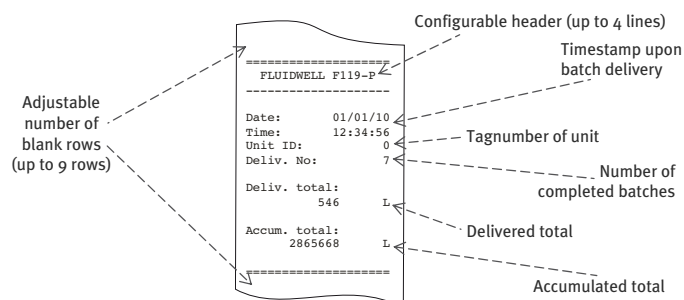 Configurable header (up to 4 lines)
Timestamp upon
batch delivery
Adjustable
number of
blank rows
(up to 9 rows)
==================
FLUIDWELL F119-P
------------------
Date: 01/01/10
Time: 12:34:56
Unit ID: 0
Deliv. No: 7
Deliv. total:
546 L
Accum. total:
2865668 L
==================
Tagnumber of unit
Number of
completed batches
Delivered total
Accumulated total